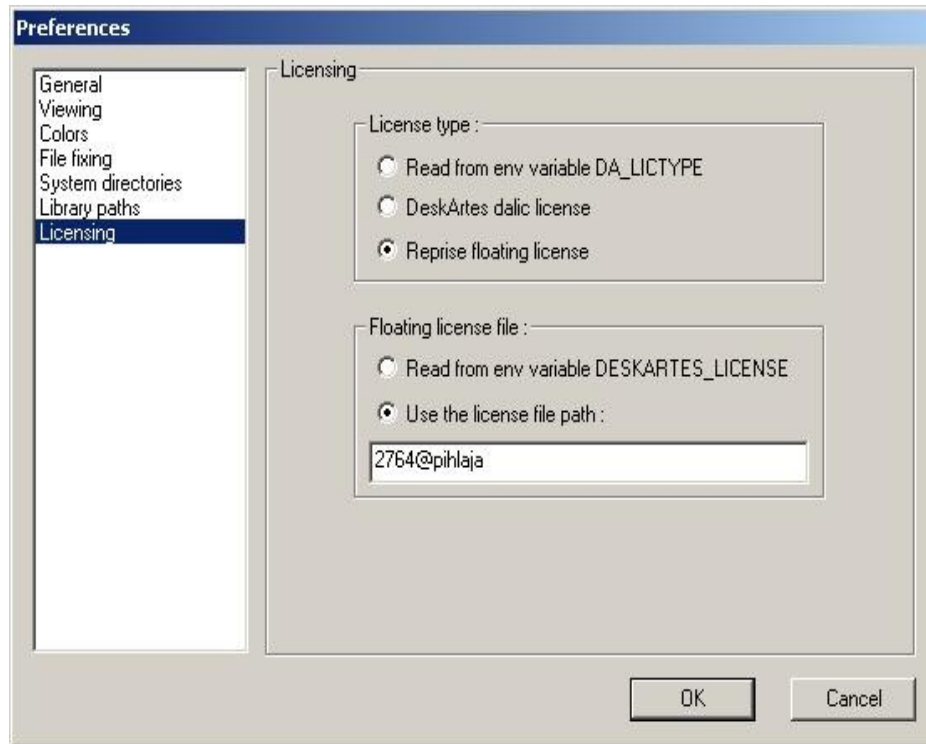 Preferences
General
Viewing
Colors
File fixing
System directories
Library paths
Licensing
Licensing
License type :
Read from env variable DA_LICTYPE
DeskArtes dalic license
Reprise floating license
Floating license file :
Read from env variable DESKARTES_LICENSE
Use the license file path :
2764@pihlaja
OK
Cancel